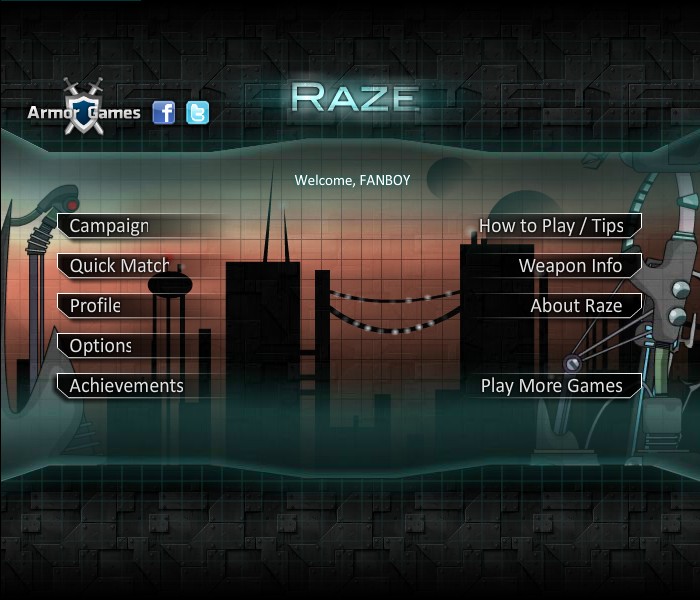 RAZE
Armor Games
Welcome, FANBOY
Campaign
Quick Match
Profile
Options
Achievements
How to Play / Tips
Weapon Info
About Raze
Play More Games